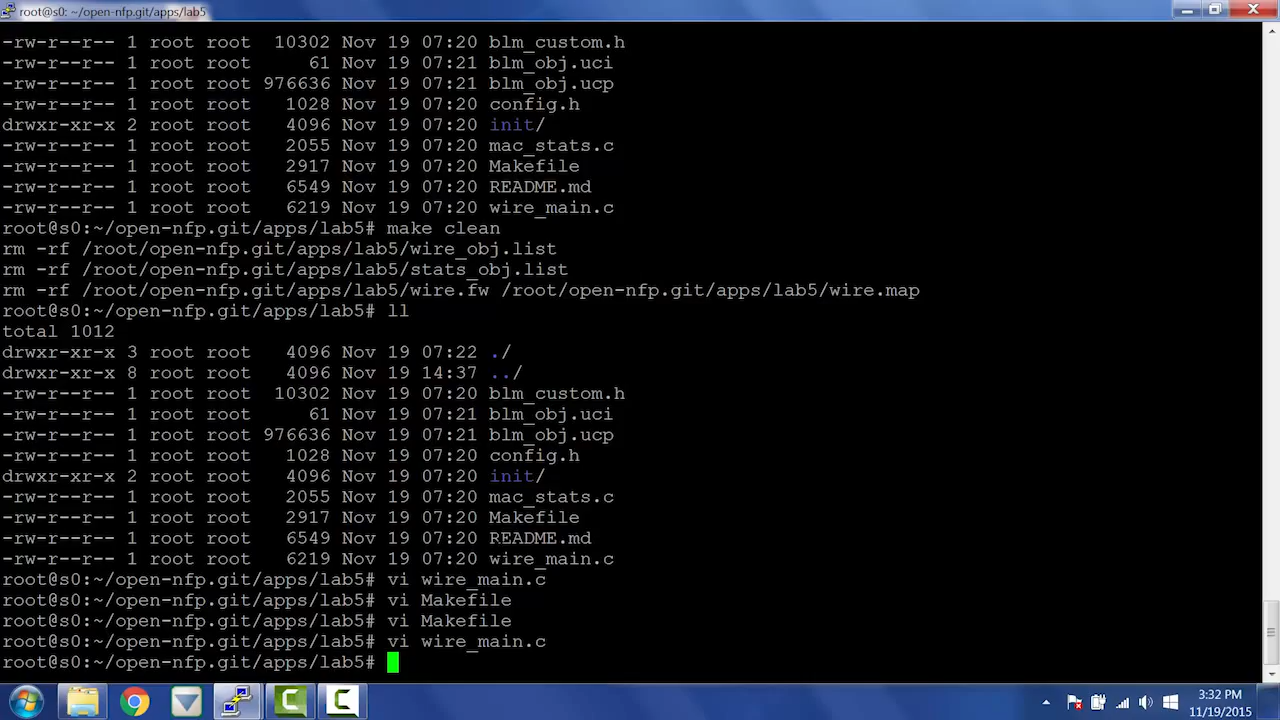 root@s0: ~/open-nfp.git/apps/lab5
-rw-r--r-- 1 root root  10302 Nov 19 07:20 blm_custom.h
-rw-r--r-- 1 root root     61 Nov 19 07:21 blm_obj.uci
-rw-r--r-- 1 root root 976636 Nov 19 07:21 blm_obj.ucp
-rw-r--r-- 1 root root   1028 Nov 19 07:20 config.h
drwxr-xr-x 2 root root   4096 Nov 19 07:20 init/
-rw-r--r-- 1 root root   2055 Nov 19 07:20 mac_stats.c
-rw-r--r-- 1 root root   2917 Nov 19 07:20 Makefile
-rw-r--r-- 1 root root   6549 Nov 19 07:20 README.md
-rw-r--r-- 1 root root   6219 Nov 19 07:20 wire_main.c
root@s0:~/open-nfp.git/apps/lab5# make clean
rm -rf /root/open-nfp.git/apps/lab5/wire_obj.list
rm -rf /root/open-nfp.git/apps/lab5/stats_obj.list
rm -rf /root/open-nfp.git/apps/lab5/wire.fw /root/open-nfp.git/apps/lab5/wire.map
root@s0:~/open-nfp.git/apps/lab5# ll
total 1012
drwxr-xr-x 3 root root   4096 Nov 19 07:22 ./
drwxr-xr-x 8 root root   4096 Nov 19 14:37 ../
-rw-r--r-- 1 root root  10302 Nov 19 07:20 blm_custom.h
-rw-r--r-- 1 root root     61 Nov 19 07:21 blm_obj.uci
-rw-r--r-- 1 root root 976636 Nov 19 07:21 blm_obj.ucp
-rw-r--r-- 1 root root   1028 Nov 19 07:20 config.h
drwxr-xr-x 2 root root   4096 Nov 19 07:20 init/
-rw-r--r-- 1 root root   2055 Nov 19 07:20 mac_stats.c
-rw-r--r-- 1 root root   2917 Nov 19 07:20 Makefile
-rw-r--r-- 1 root root   6549 Nov 19 07:20 README.md
-rw-r--r-- 1 root root   6219 Nov 19 07:20 wire_main.c
root@s0:~/open-nfp.git/apps/lab5# vi wire_main.c
root@s0:~/open-nfp.git/apps/lab5# vi Makefile
root@s0:~/open-nfp.git/apps/lab5# vi Makefile
root@s0:~/open-nfp.git/apps/lab5# vi wire_main.c
root@s0:~/open-nfp.git/apps/lab5#
3:32 PM
11/19/2015